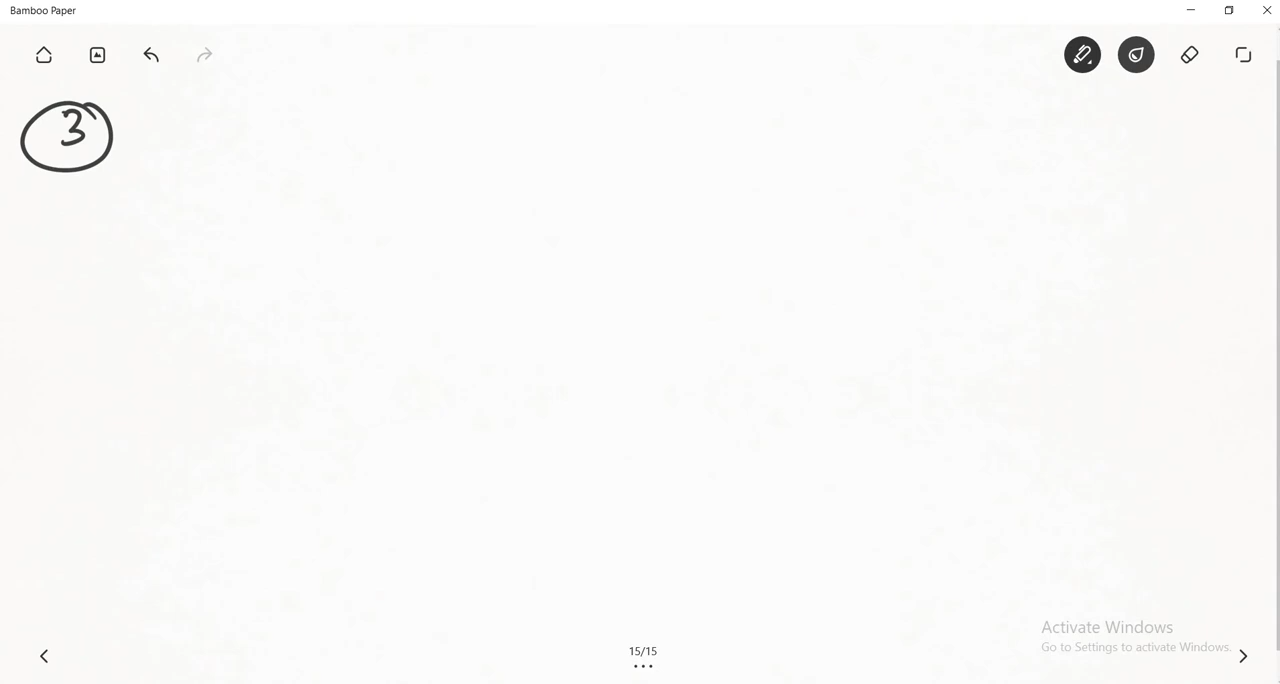 Bamboo Paper
3
15/15
Activate Windows
Go to Settings to activate Windows.